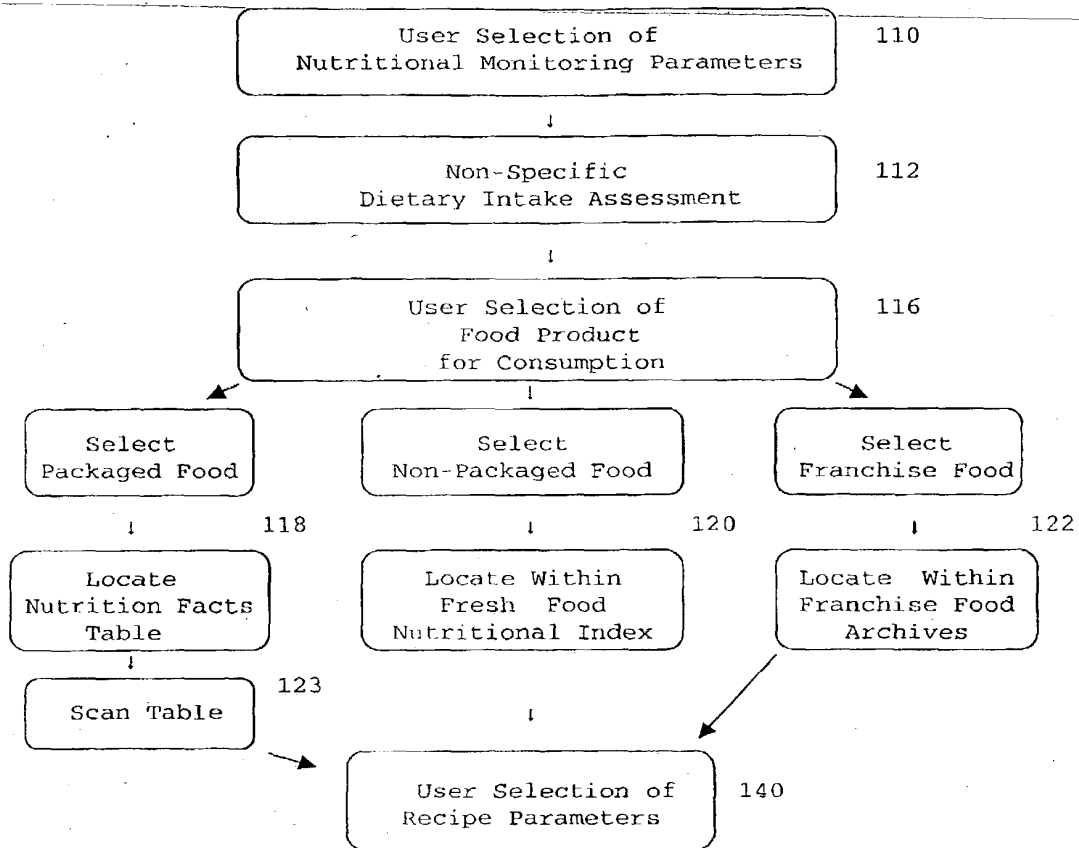 User Selection of
Nutritional Monitoring Parameters
110
Non-Specific
Dietary Intake Assessment
112
User Selection of
Food Product
for Consumption
116
Select
Packaged Food
Select
Non-Packaged Food
Select
Franchise Food
118
120
122
Locate
Nutrition Facts
Table
Locate Within
Fresh Food
Nutritional Index
Locate Within
Franchise Food
Archives
Scan Table
123
User Selection of
Recipe Parameters
140